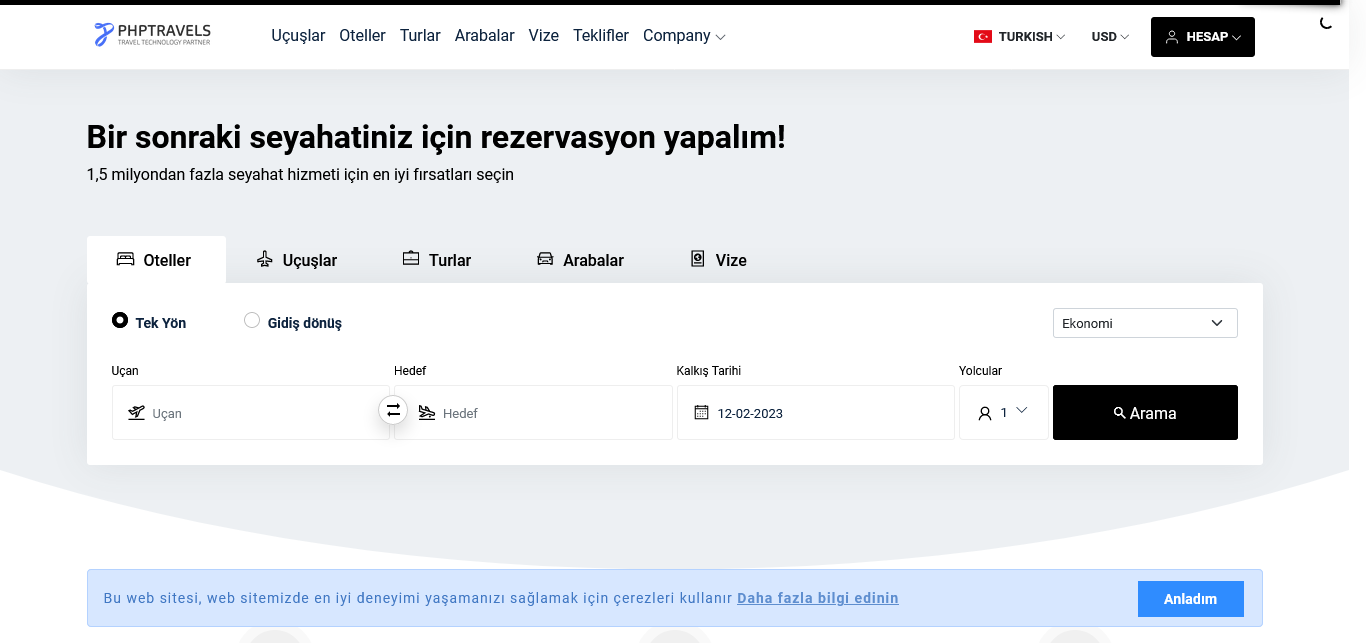 PHPTRAVELS
TRAVEL TECHNOLOGY PARTNER
Uçuşlar Oteller Turlar Arabalar Vize Teklifler Company
TURKISH USD HESAP
Bir sonraki seyahatiniz için rezervasyon yapalım!
1,5 milyondan fazla seyahat hizmeti için en iyi fırsatları seçin
Oteller Uçuşlar Turlar Arabalar Vize
Tek Yön Gidiş dönüş Ekonomi
Uçan Hedef Kalkış Tarihi Yolcular
Uçan Hedef 12-02-2023 1 Arama
Bu web sitesi, web sitemizde en iyi deneyimi yaşamanızı sağlamak için çerezleri kullanır Daha fazla bilgi edinin Anladım